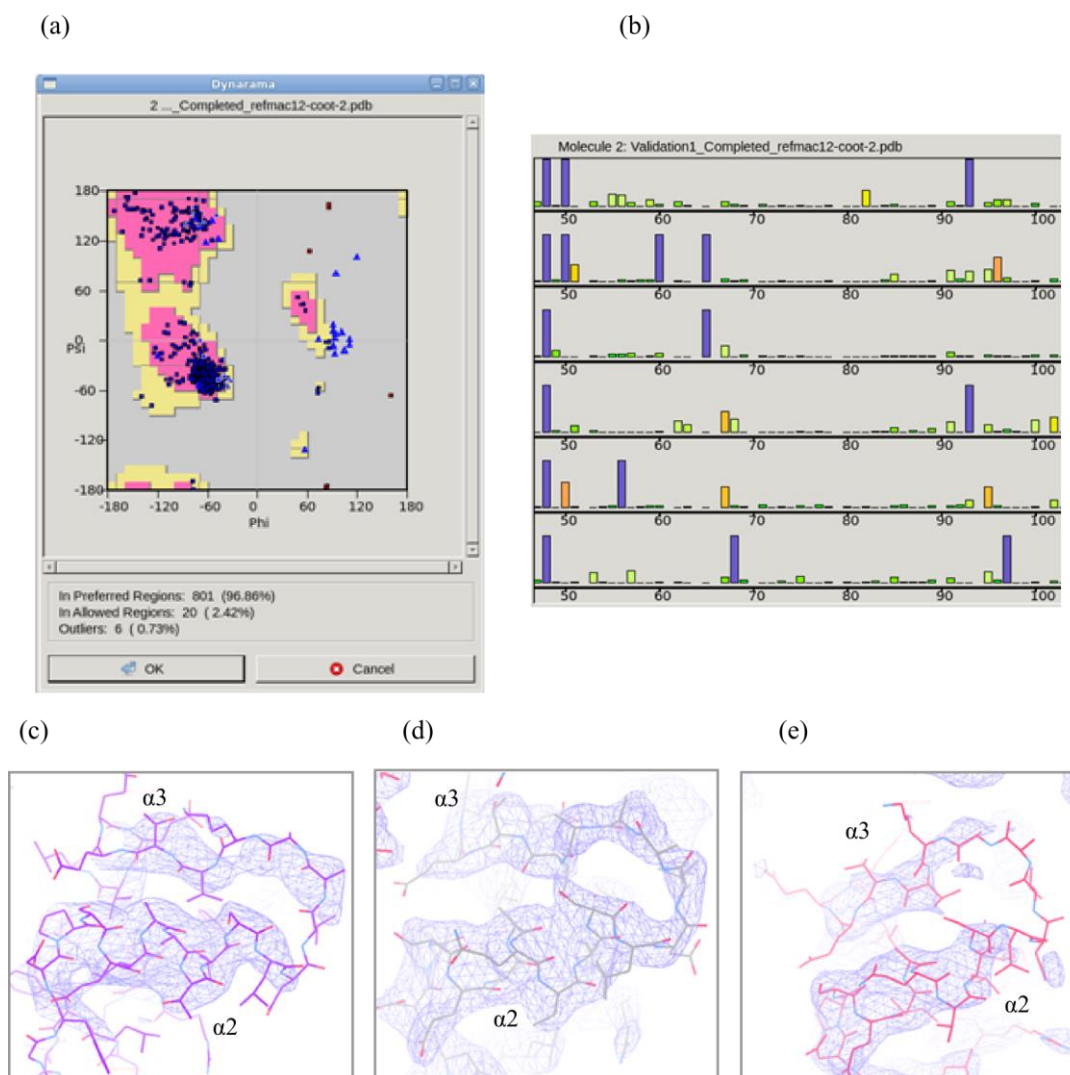 (a)
(b)
Dynarama
2 ..._Completed_refmac12-coot-2.pdb
180
120
60
0
Psi
-60
-120
-180
-180 -120 -60 0 60 120 180
Phi
In Preferred Regions: 801 (96.86%)
In Allowed Regions: 20 ( 2.42%)
Outliers: 6 ( 0.73%)
OK
Cancel
Molecule 2: Validation1_Completed_refmac12-coot-2.pdb
50 60 70 80 90 100
50 60 70 80 90 100
50 60 70 80 90 100
50 60 70 80 90 100
50 60 70 80 90 100
50 60 70 80 90 100
(c)
(d)
(e)
α3
α2
α3
α2
α3
α2